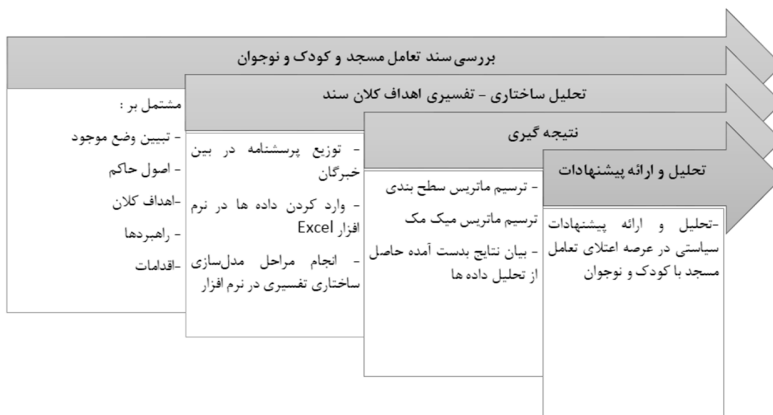 بررسی سند تعامل مسجد و کودک و نوجوان
مشتمل بر :
- تبیین وضع موجود
- اصول حاکم
-اهداف کلان
- راهبردها
-اقدامات
تحلیل ساختاری - تفسیری اهداف کلان سند
- توزیع پرسشنامه در بین
خبرگان
- وارد کردن داده ها در نرم
افزار Excel
- انجام مراحل مدل‌سازی
ساختاری تفسیری در نرم افزار
نتیجه گیری
- ترسیم ماتریس سطح بندی
ترسیم ماتریس میک مک
- بیان نتایج بدست آمده حاصل
از تحلیل داده ها
تحلیل و ارائه پیشنهادات
-تحلیل و ارائه پیشنهادات
سیاستی در عرصه اعتلای تعامل
مسجد با کودک و نوجوان